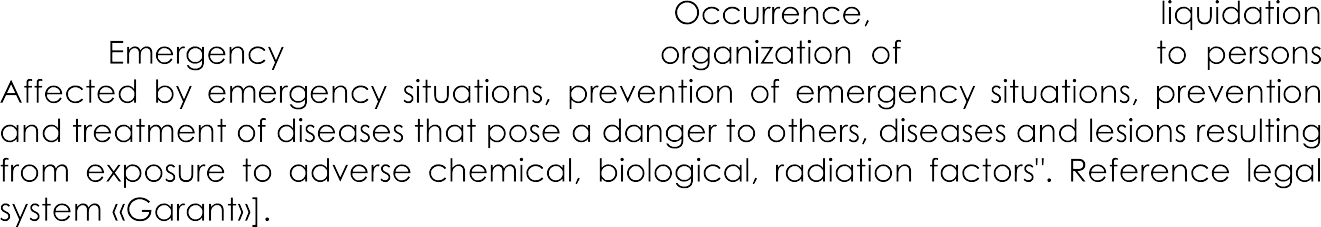 Occurrence, liquidation
Emergency organization of to persons
Affected by emergency situations, prevention of emergency situations, prevention
and treatment of diseases that pose a danger to others, diseases and lesions resulting
from exposure to adverse chemical, biological, radiation factors". Reference legal
system «Garant»].